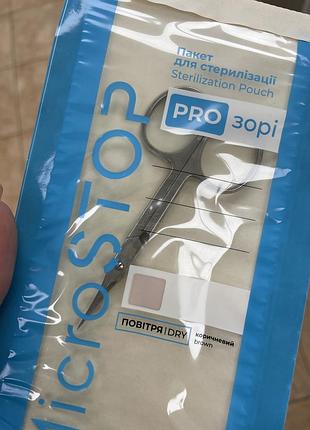 Пакет
для стерилізації
Sterilization Pouch
PRO зорі
MicroSTOP
ПОВІТРЯ | DRY
коричневий
brown